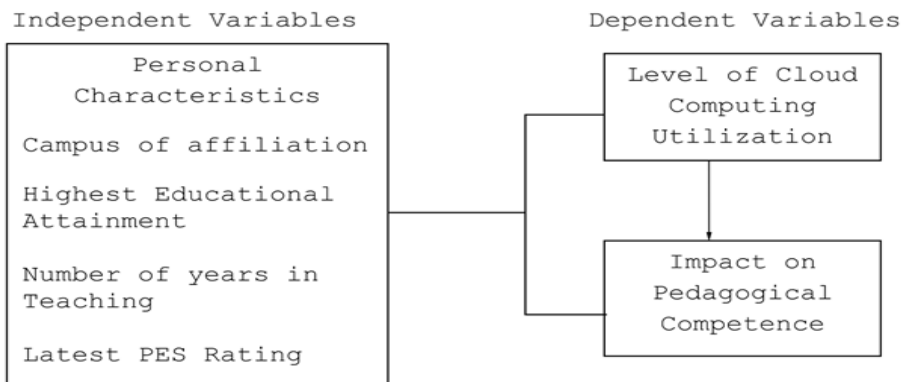 Independent Variables
Personal
Characteristics
Campus of affiliation
Highest Educational
Attainment
Number of years in
Teaching
Latest PES Rating
Dependent Variables
Level of Cloud
Computing
Utilization
Impact on
Pedagogical
Competence